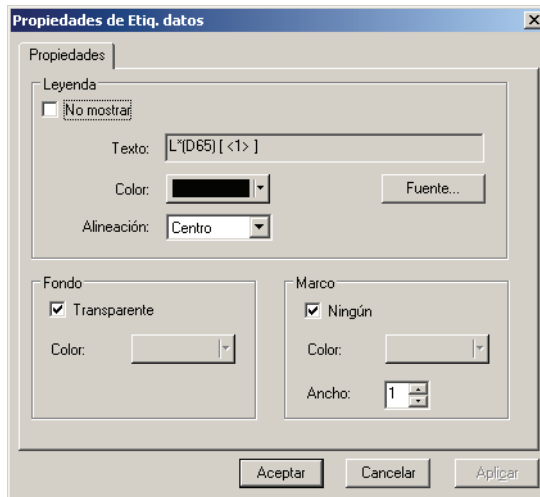 Propiedades de Etiq. datos
Propiedades
Leyenda
No mostrar
Texto: L*(D65) [ <1> ]
Color: Fuente...
Alineación: Centro
Fondo
Transparente
Color:
Marco
Ningún
Color:
Ancho: 1
Aceptar Cancelar Aplicar